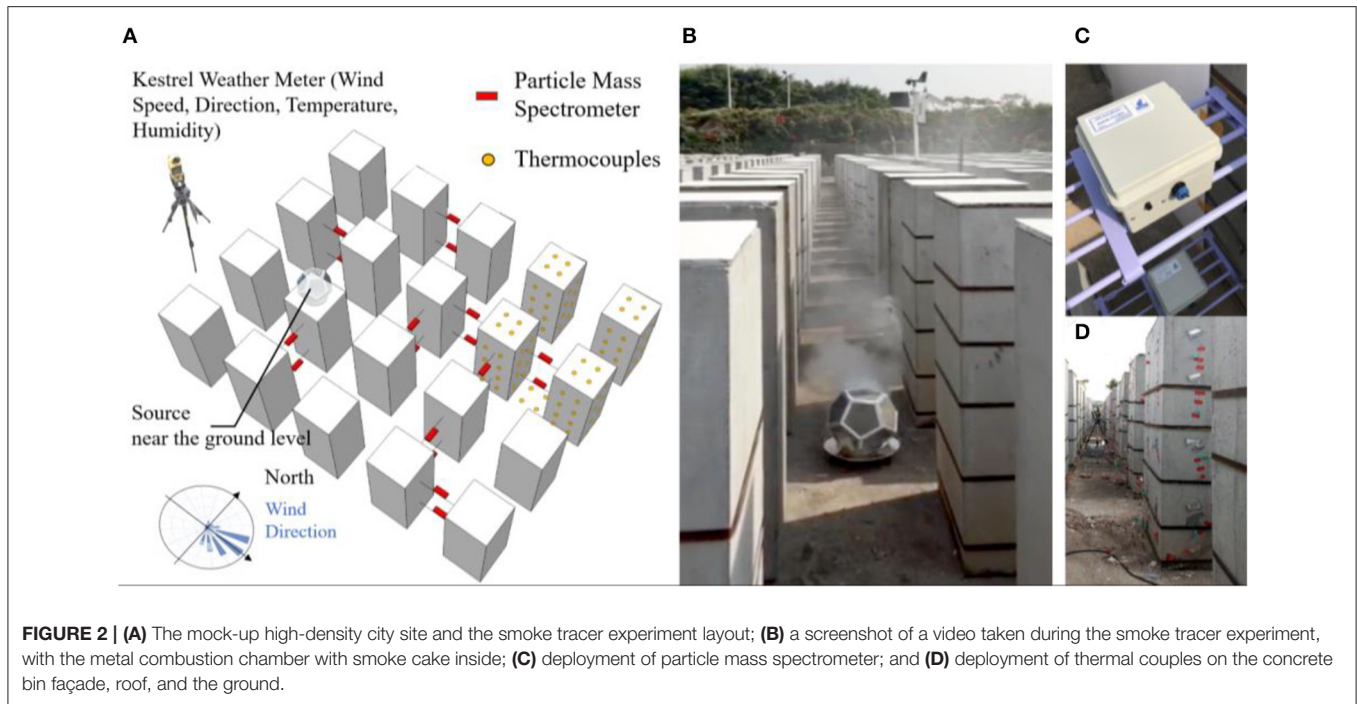 A
B
C
Kestrel Weather Meter (Wind
Speed, Direction, Temperature,
Humidity)
Particle Mass
Spectrometer
Thermocouples
Source
near the ground level
North
Wind
Direction
D
FIGURE 2 | (A) The mock-up high-density city site and the smoke tracer experiment layout; (B) a screenshot of a video taken during the smoke tracer experiment,
with the metal combustion chamber with smoke cake inside; (C) deployment of particle mass spectrometer; and (D) deployment of thermal couples on the concrete
bin façade, roof, and the ground.